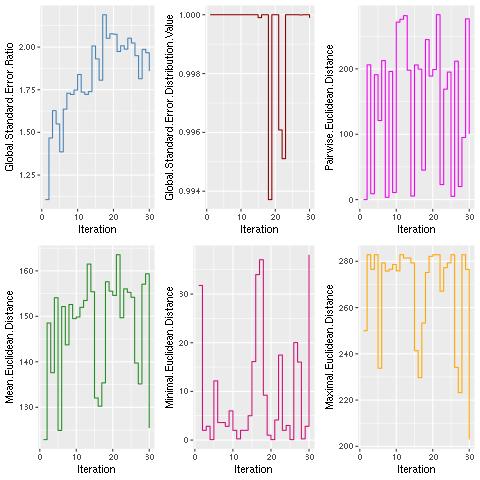 Global.Standard.Error.Ratio
2.00
1.75
1.50
1.25
0 10 20 30
Iteration
Global.Standard.Error.Distribution.Value
1.000
0.998
0.996
0.994
0 10 20 30
Iteration
Pairwise.Euclidean.Distance
200
100
0
0 10 20 30
Iteration
Mean.Euclidean.Distance
160
150
140
130
0 10 20 30
Iteration
Minimal.Euclidean.Distance
30
20
10
0
0 10 20 30
Iteration
Maximal.Euclidean.Distance
280
260
240
220
200
0 10 20 30
Iteration